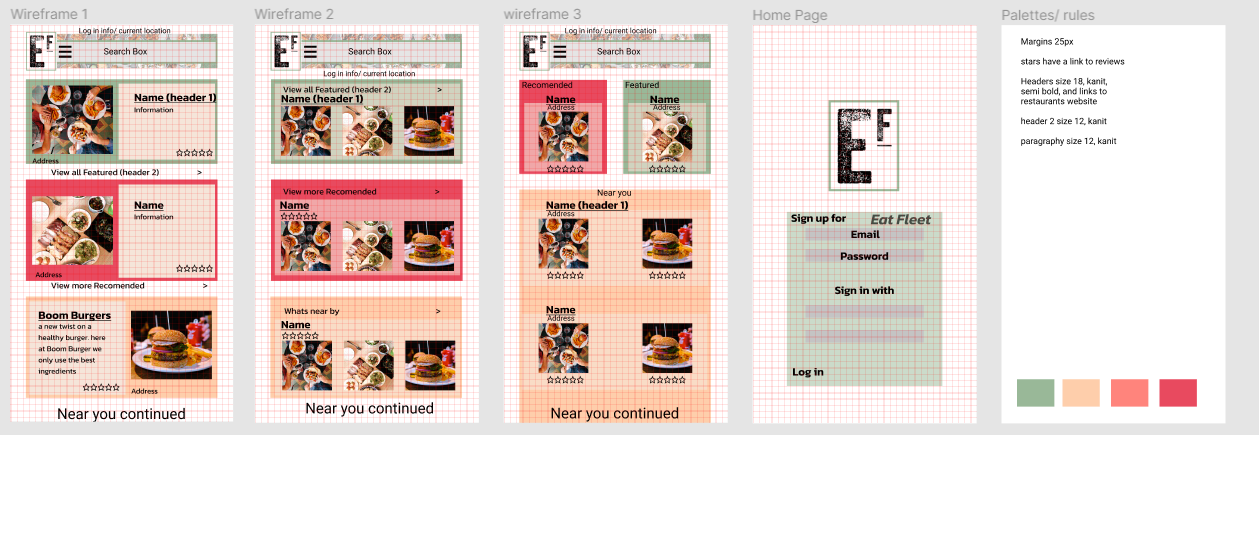 Wireframe 1
Log in info/ current location
EF
Search Box
Name (header 1)
Information
Address
View all Featured (header 2) >
Name
Information
Address
View more Recomended >
Boom Burgers
a new twist on a
healthy burger. here
at Boom Burger we
only use the best
ingredients
Address
Near you continued
Wireframe 2
EF
Search Box
Log in info/ current location
View all Featured (header 2) >
Name (header 1)
View more Recomended >
Name
Whats near by >
Name
Near you continued
wireframe 3
Log in info/ current location
EF
Search Box
Recomended
Name
Address
Featured
Name
Address
Near you
Name (header 1)
Address
Name
Address
Near you continued
Home Page
EF
Sign up for Eat Fleet
Email
Password
Sign in with
Log in
Palettes/ rules
Margins 25px
stars have a link to reviews
Headers size 18, kanit,
semi bold, and links to
restaurants website
header 2 size 12, kanit
paragraphy size 12, kanit